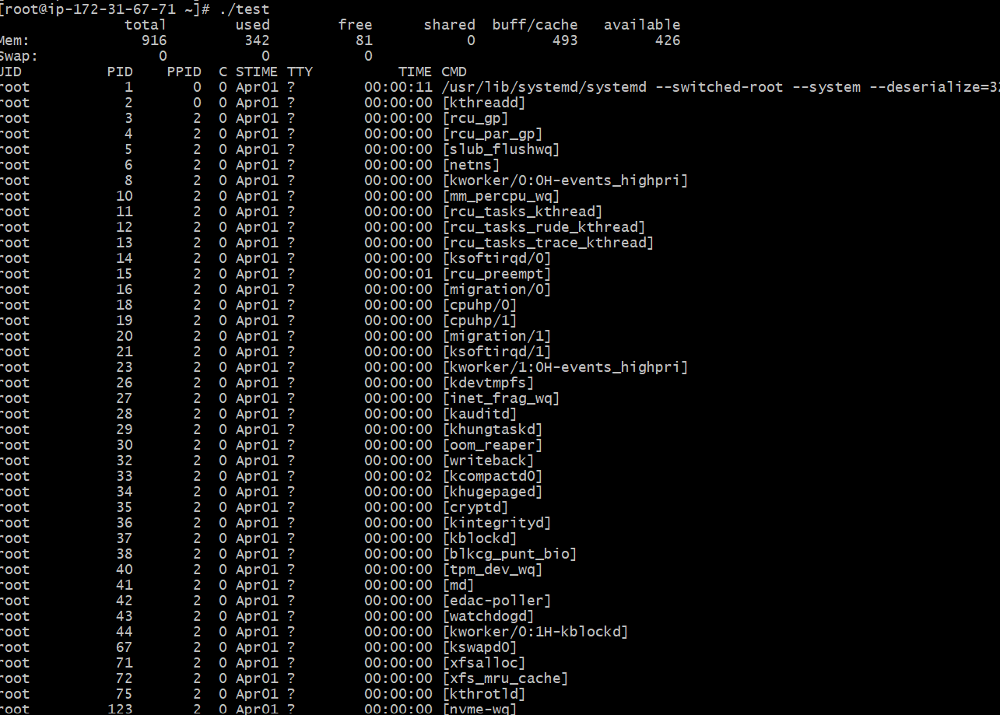 [root@ip-172-31-67-71 ~]# ./test
total used free shared buff/cache available
Mem: 916 342 81 0 493 426
Swap: 0 0 0
UID PID PPID C STIME TTY TIME CMD
root 1 0 0 Apr01 ? 00:00:11 /usr/lib/systemd/systemd --switched-root --system --deserialize=32
root 2 0 0 Apr01 ? 00:00:00 [kthreadd]
root 3 2 0 Apr01 ? 00:00:00 [rcu_gp]
root 4 2 0 Apr01 ? 00:00:00 [rcu_par_gp]
root 5 2 0 Apr01 ? 00:00:00 [slub_flushwq]
root 6 2 0 Apr01 ? 00:00:00 [netns]
root 8 2 0 Apr01 ? 00:00:00 [kworker/0:0H-events_highpri]
root 10 2 0 Apr01 ? 00:00:00 [mm_percpu_wq]
root 11 2 0 Apr01 ? 00:00:00 [rcu_tasks_kthread]
root 12 2 0 Apr01 ? 00:00:00 [rcu_tasks_rude_kthread]
root 13 2 0 Apr01 ? 00:00:00 [rcu_tasks_trace_kthread]
root 14 2 0 Apr01 ? 00:00:00 [ksoftirqd/0]
root 15 2 0 Apr01 ? 00:00:01 [rcu_preempt]
root 16 2 0 Apr01 ? 00:00:00 [migration/0]
root 18 2 0 Apr01 ? 00:00:00 [cpuhp/0]
root 19 2 0 Apr01 ? 00:00:00 [cpuhp/1]
root 20 2 0 Apr01 ? 00:00:00 [migration/1]
root 21 2 0 Apr01 ? 00:00:00 [ksoftirqd/1]
root 23 2 0 Apr01 ? 00:00:00 [kworker/1:0H-events_highpri]
root 26 2 0 Apr01 ? 00:00:00 [kdevtmpfs]
root 27 2 0 Apr01 ? 00:00:00 [inet_frag_wq]
root 28 2 0 Apr01 ? 00:00:00 [kauditd]
root 29 2 0 Apr01 ? 00:00:00 [khungtaskd]
root 30 2 0 Apr01 ? 00:00:00 [oom_reaper]
root 32 2 0 Apr01 ? 00:00:00 [writeback]
root 33 2 0 Apr01 ? 00:00:02 [kcompactd0]
root 34 2 0 Apr01 ? 00:00:00 [khugepaged]
root 35 2 0 Apr01 ? 00:00:00 [cryptd]
root 36 2 0 Apr01 ? 00:00:00 [kintegrityd]
root 37 2 0 Apr01 ? 00:00:00 [kblockd]
root 38 2 0 Apr01 ? 00:00:00 [blkcg_punt_bio]
root 40 2 0 Apr01 ? 00:00:00 [tpm_dev_wq]
root 41 2 0 Apr01 ? 00:00:00 [md]
root 42 2 0 Apr01 ? 00:00:00 [edac-poller]
root 43 2 0 Apr01 ? 00:00:00 [watchdogd]
root 44 2 0 Apr01 ? 00:00:00 [kworker/0:1H-kblockd]
root 67 2 0 Apr01 ? 00:00:00 [kswapd0]
root 71 2 0 Apr01 ? 00:00:00 [xfsalloc]
root 72 2 0 Apr01 ? 00:00:00 [xfs_mru_cache]
root 75 2 0 Apr01 ? 00:00:00 [kthrotld]
root 123 2 0 Apr01 ? 00:00:00 [nvme-wq]